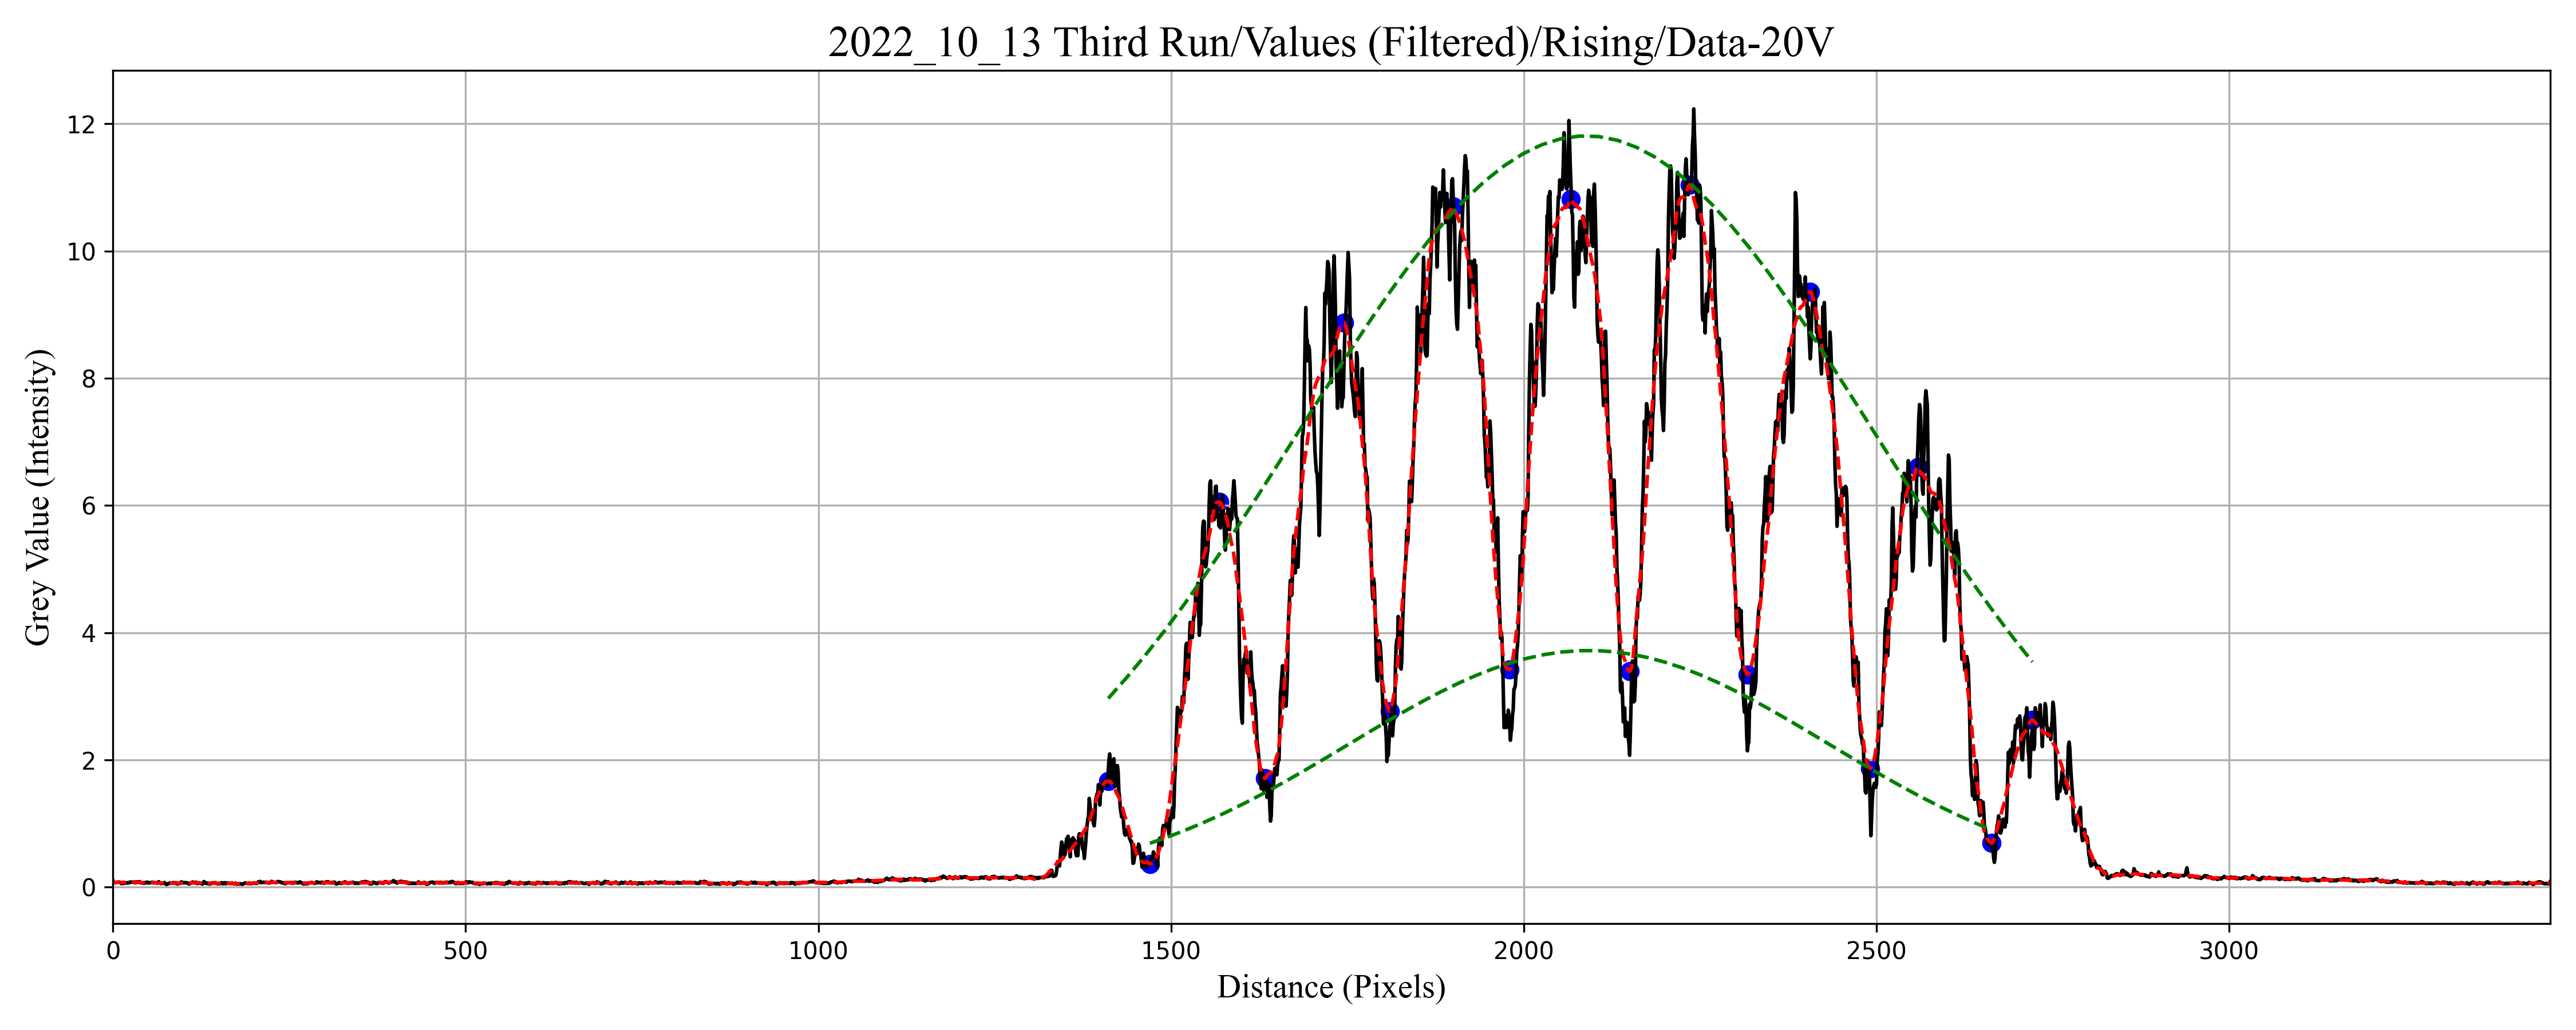 2022_10_13 Third Run/Values (Filtered)/Rising/Data-20V
Grey Value (Intensity)
12
10
8
6
4
2
0
0 500 1000 1500 2000 2500 3000
Distance (Pixels)